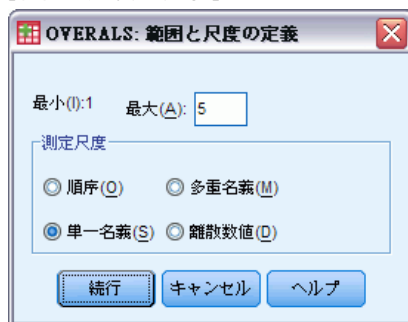 OVERALS: 範囲と尺度の定義
最小(I):1 最大(A): 5
測定尺度
順序(O) 多重名義(M)
単一名義(S) 離散数値(D)
続行 キャンセル ヘルプ